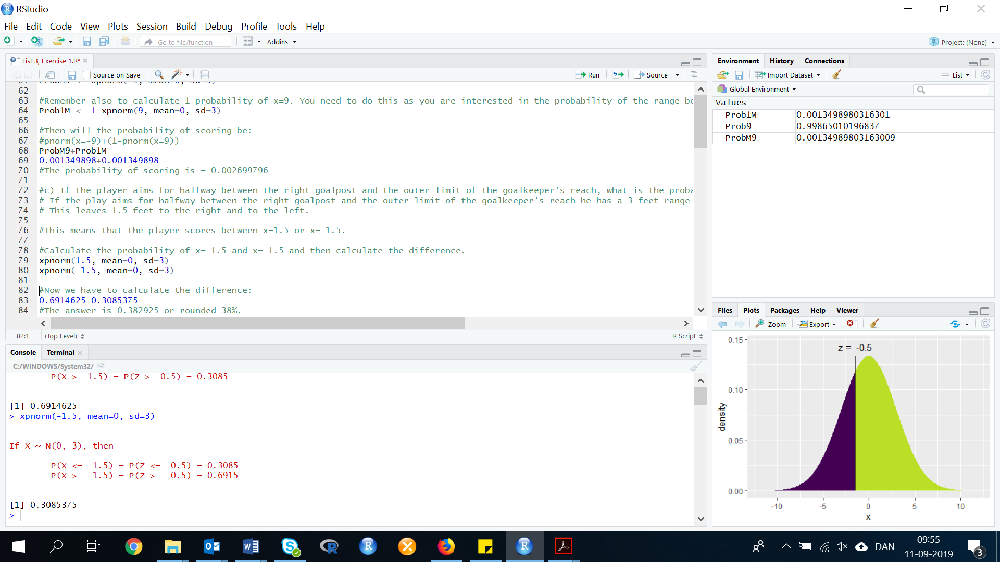 RStudio
File Edit Code View Plots Session Build Debug Profile Tools Help
Go to file/function Addins Project: (None)
List 3, Exercise 1.R*
Source on Save Run Source
62
63 #Remember also to calculate 1-probability of x=9. You need to do this as you are interested in the probability of the range be
64 Prob1M <- 1-xpnorm(9, mean=0, sd=3)
65
66 #Then will the probability of scoring be:
67 #pnorm(x=-9)+(1-pnorm(x=9))
68 ProbM9+Prob1M
69 0.001349898+0.001349898
70 #The probability of scoring is = 0.002699796
71
72 #c) If the player aims for halfway between the right goalpost and the outer limit of the goalkeeper's reach, what is the proba
73 # If the play aims for halfway between the right goalpost and the outer limit of the goalkeeper's reach he has a 3 feet range
74 # This leaves 1.5 feet to the right and to the left.
75
76 #This means that the player scores between x=1.5 or x=-1.5.
77
78 #Calculate the probability of x= 1.5 and x=-1.5 and then calculate the difference.
79 xpnorm(1.5, mean=0, sd=3)
80 xpnorm(-1.5, mean=0, sd=3)
81
82 #Now we have to calculate the difference:
83 0.6914625-0.3085375
84 #The answer is 0.382925 or rounded 38%.
82:1 (Top Level) R Script
Console Terminal
C:/WINDOWS/System32/
P(X > 1.5) = P(Z > 0.5) = 0.3085
[1] 0.6914625
> xpnorm(-1.5, mean=0, sd=3)
If X ~ N(0, 3), then
P(X <= -1.5) = P(Z <= -0.5) = 0.3085
P(X > -1.5) = P(Z > -0.5) = 0.6915
[1] 0.3085375
>
Environment History Connections
Import Dataset List
Global Environment
Values
Prob1M 0.0013498980316301
Prob9 0.99865010196837
ProbM9 0.00134989803163009
Files Plots Packages Help Viewer
Zoom Export
z = -0.5
0.15
0.10
0.05
0.00
density
-10 -5 0 5 10
x
DAN
09:55
11-09-2019
3